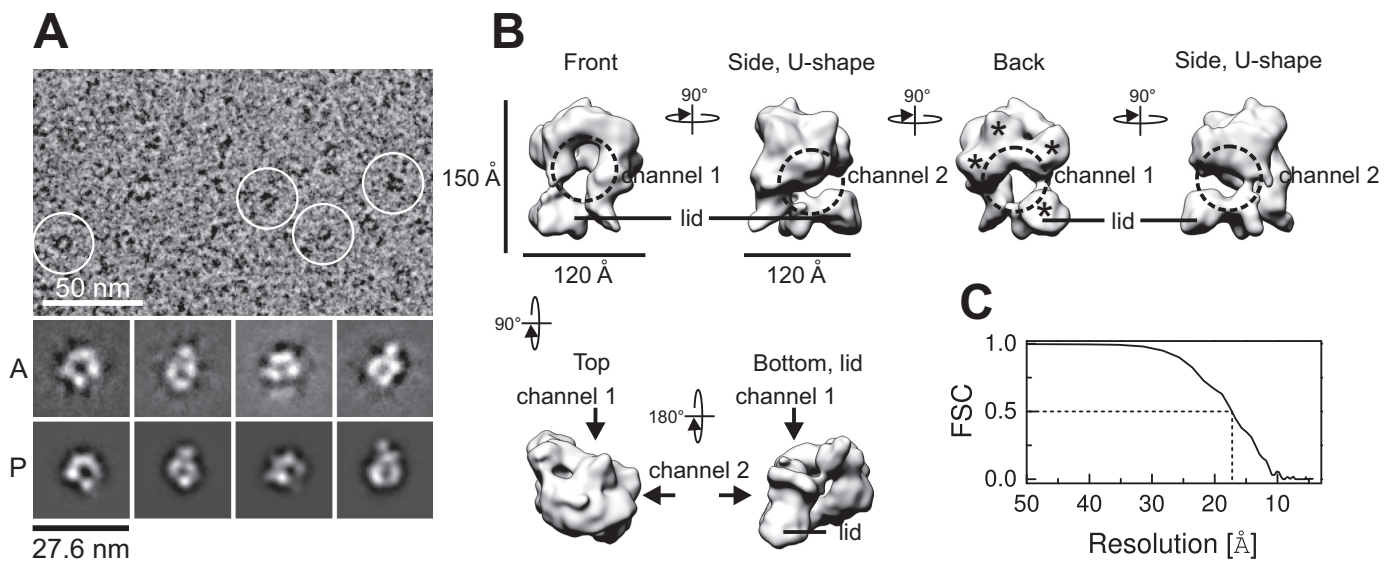 A
50 nm
A
P
27.6 nm
B
Front
Side, U-shape
Back
Side, U-shape
90°
90°
90°
150 Å
channel 1
channel 2
channel 1
channel 2
*
*
*
*
lid
lid
120 Å
120 Å
90°
Top
Bottom, lid
channel 1
channel 1
180°
channel 2
lid
C
1.0
0.5
0.0
FSC
50
40
30
20
10
Resolution [Å]